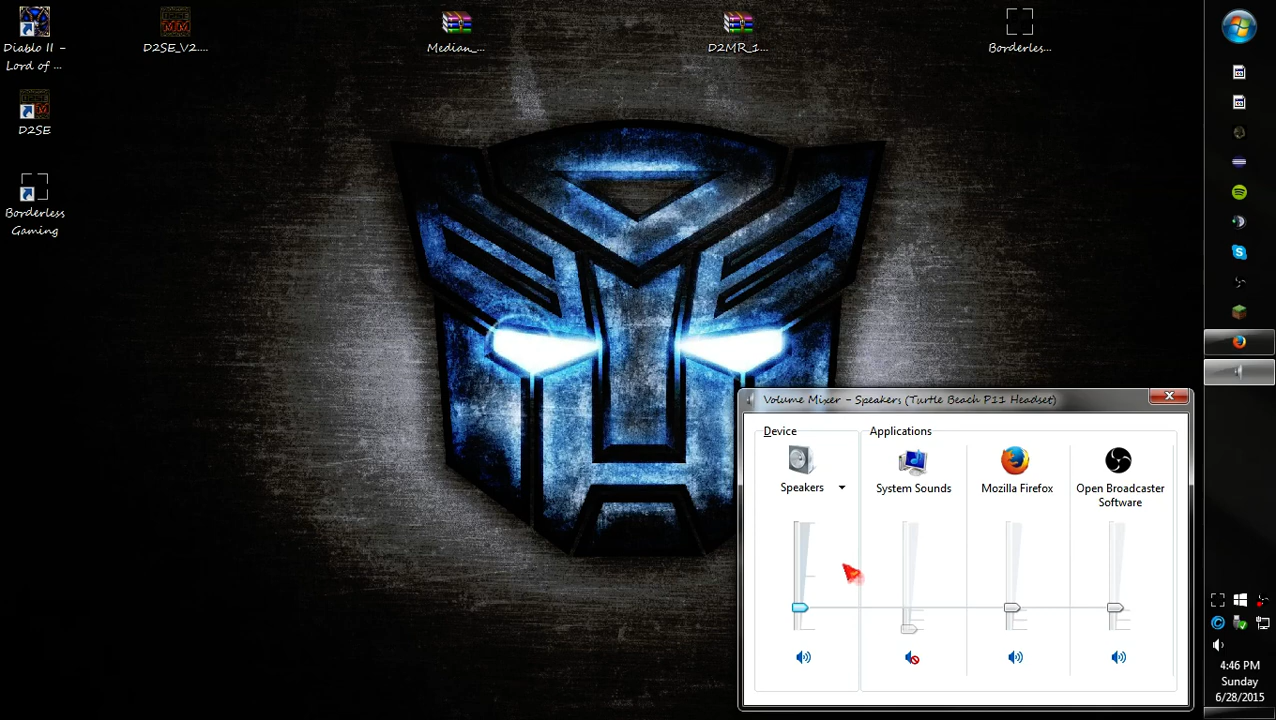 Diablo II -
Lord of ...
D2SE_V2....
Median_...
D2MR_1...
Borderles...
D2SE
Borderless
Gaming
Volume Mixer - Speakers (Turtle Beach P11 Headset)
Device
Applications
Speakers
System Sounds
Mozilla Firefox
Open Broadcaster
Software
4:46 PM
Sunday
6/28/2015